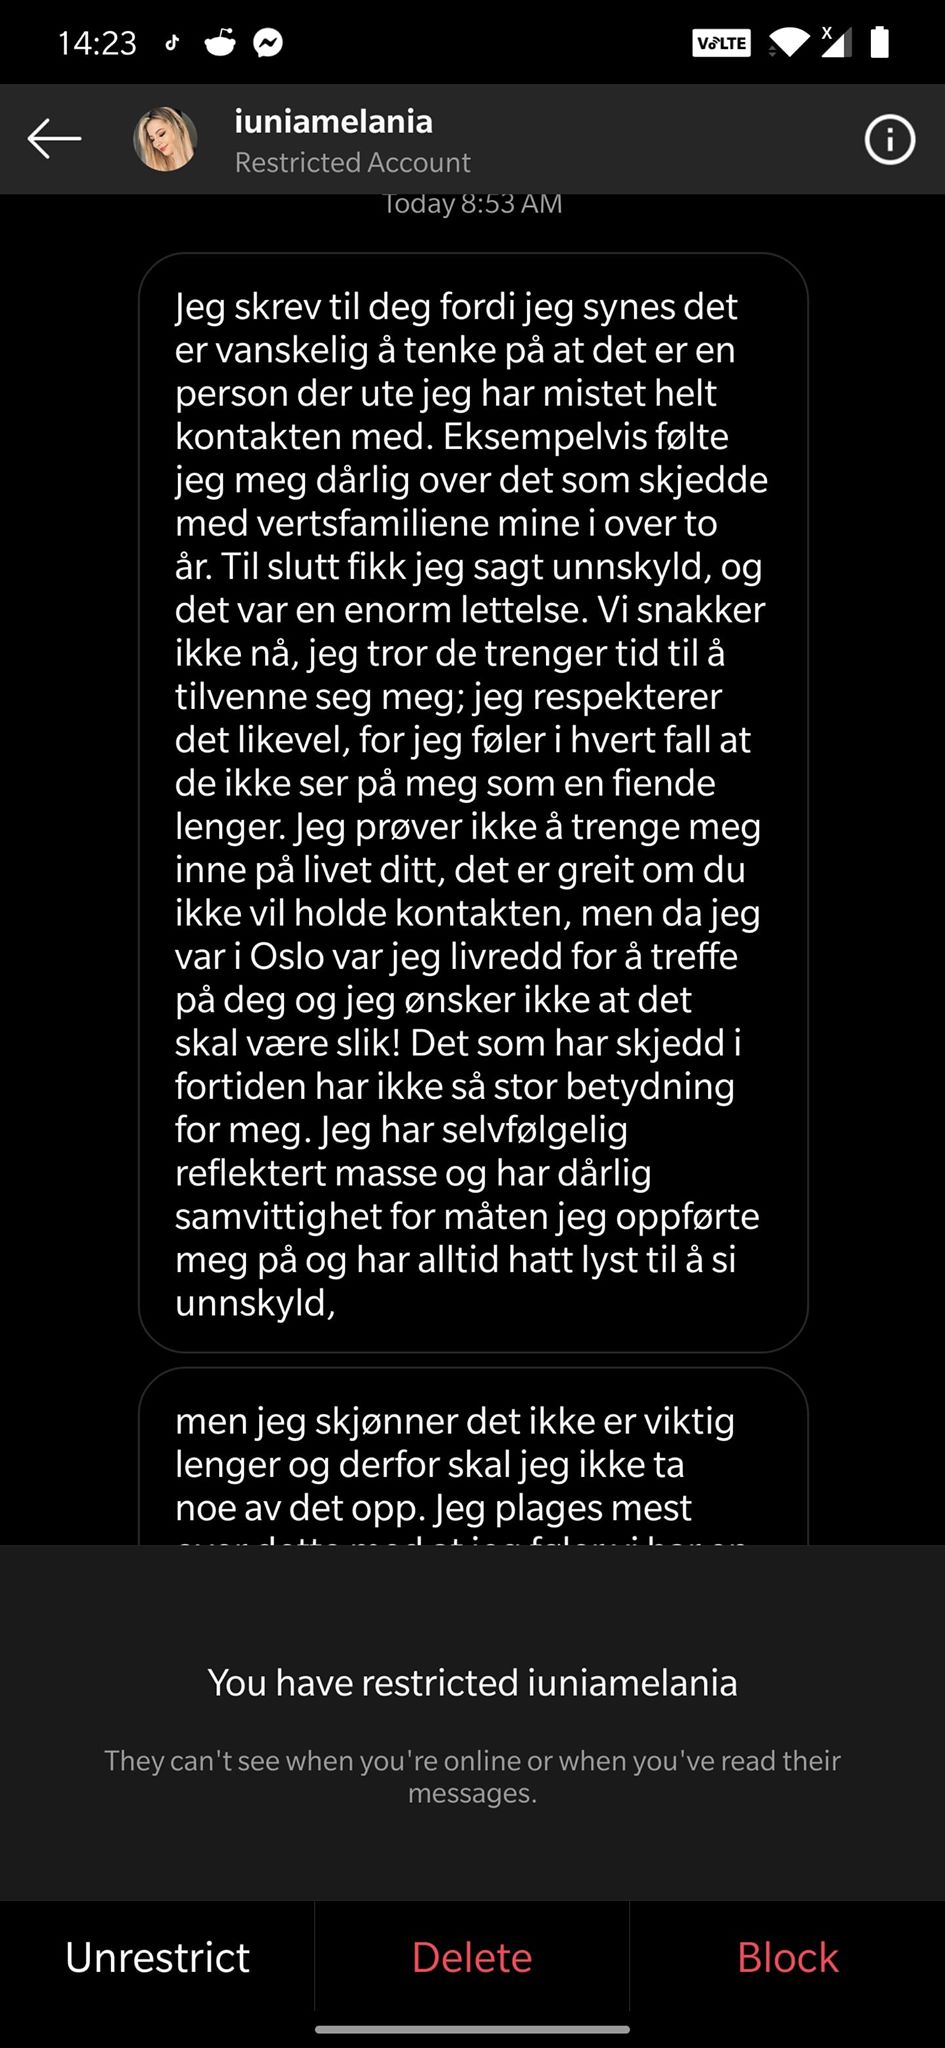 14:23
VoLTE
X
iuniamelania
Restricted Account
Today 8:53 AM
Jeg skrev til deg fordi jeg synes det
er vanskelig å tenke på at det er en
person der ute jeg har mistet helt
kontakten med. Eksempelvis følte
jeg meg dårlig over det som skjedde
med vertsfamiliene mine i over to
år. Til slutt fikk jeg sagt unnskyld, og
det var en enorm lettelse. Vi snakker
ikke nå, jeg tror de trenger tid til å
tilvenne seg meg; jeg respekterer
det likevel, for jeg føler i hvert fall at
de ikke ser på meg som en fiende
lenger. Jeg prøver ikke å trenge meg
inne på livet ditt, det er greit om du
ikke vil holde kontakten, men da jeg
var i Oslo var jeg livredd for å treffe
på deg og jeg ønsker ikke at det
skal være slik! Det som har skjedd i
fortiden har ikke så stor betydning
for meg. Jeg har selvfølgelig
reflektert masse og har dårlig
samvittighet for måten jeg oppførte
meg på og har alltid hatt lyst til å si
unnskyld,
men jeg skjønner det ikke er viktig
lenger og derfor skal jeg ikke ta
noe av det opp. Jeg plages mest
over dette med at jeg føler vi har en
You have restricted iuniamelania
They can't see when you're online or when you've read their
messages.
Unrestrict
Delete
Block